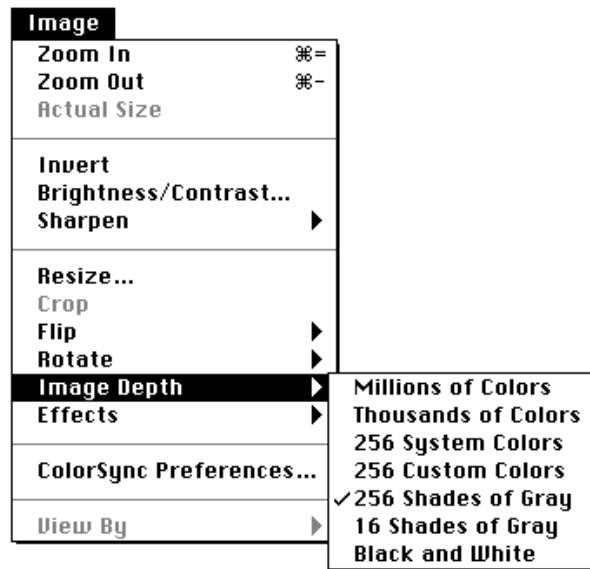 Image
Zoom In ⌘=
Zoom Out ⌘-
Actual Size
Invert
Brightness/Contrast...
Sharpen
Resize...
Crop
Flip
Rotate
Image Depth
Effects
ColorSync Preferences...
View By
Millions of Colors
Thousands of Colors
256 System Colors
256 Custom Colors
✓256 Shades of Gray
16 Shades of Gray
Black and White